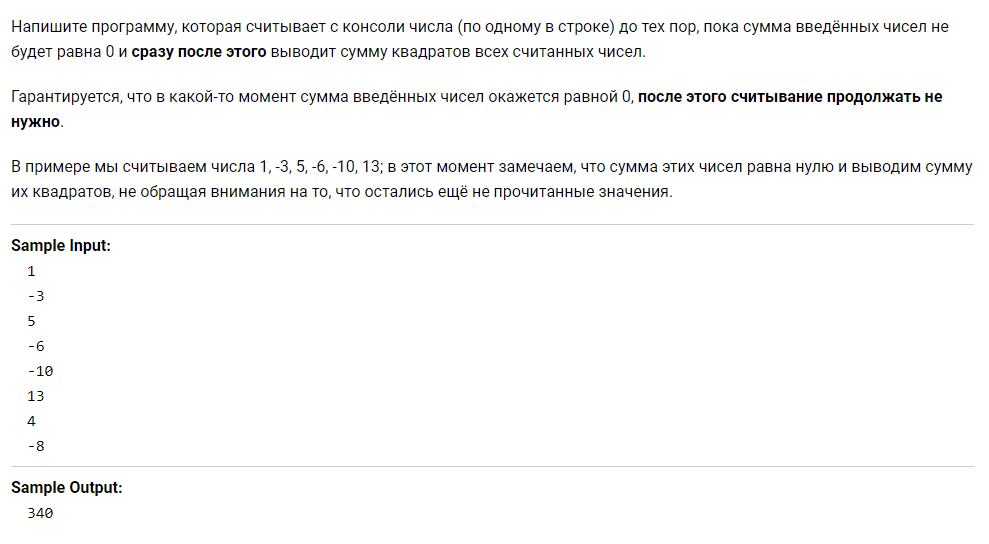 Напишите программу, которая считывает с консоли числа (по одному в строке) до тех пор, пока сумма введённых чисел не
будет равна 0 и сразу после этого выводит сумму квадратов всех считанных чисел.
Гарантируется, что в какой-то момент сумма введённых чисел окажется равной 0, после этого считывание продолжать не
нужно.
В примере мы считываем числа 1, -3, 5, -6, -10, 13; в этот момент замечаем, что сумма этих чисел равна нулю и выводим сумму
их квадратов, не обращая внимания на то, что остались ещё не прочитанные значения.
Sample Input:
1
-3
5
-6
-10
13
4
-8
Sample Output:
340